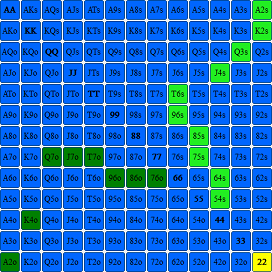 AA AKs AQs AJs ATs A9s A8s A7s A6s A5s A4s A3s A2s
AKo KK KQs KJs KTs K9s K8s K7s K6s K5s K4s K3s K2s
AQo KQo QQ QJs QTs Q9s Q8s Q7s Q6s Q5s Q4s Q3s Q2s
AJo KJo QJo JJ JTs J9s J8s J7s J6s J5s J4s J3s J2s
ATo KTo QTo JTo TT T9s T8s T7s T6s T5s T4s T3s T2s
A9o K9o Q9o J9o T9o 99 98s 97s 96s 95s 94s 93s 92s
A8o K8o Q8o J8o T8o 98o 88 87s 86s 85s 84s 83s 82s
A7o K7o Q7o J7o T7o 97o 87o 77 76s 75s 74s 73s 72s
A6o K6o Q6o J6o T6o 96o 86o 76o 66 65s 64s 63s 62s
A5o K5o Q5o J5o T5o 95o 85o 75o 65o 55 54s 53s 52s
A4o K4o Q4o J4o T4o 94o 84o 74o 64o 54o 44 43s 42s
A3o K3o Q3o J3o T3o 93o 83o 73o 63o 53o 43o 33 32s
A2o K2o Q2o J2o T2o 92o 82o 72o 62o 52o 42o 32o 22